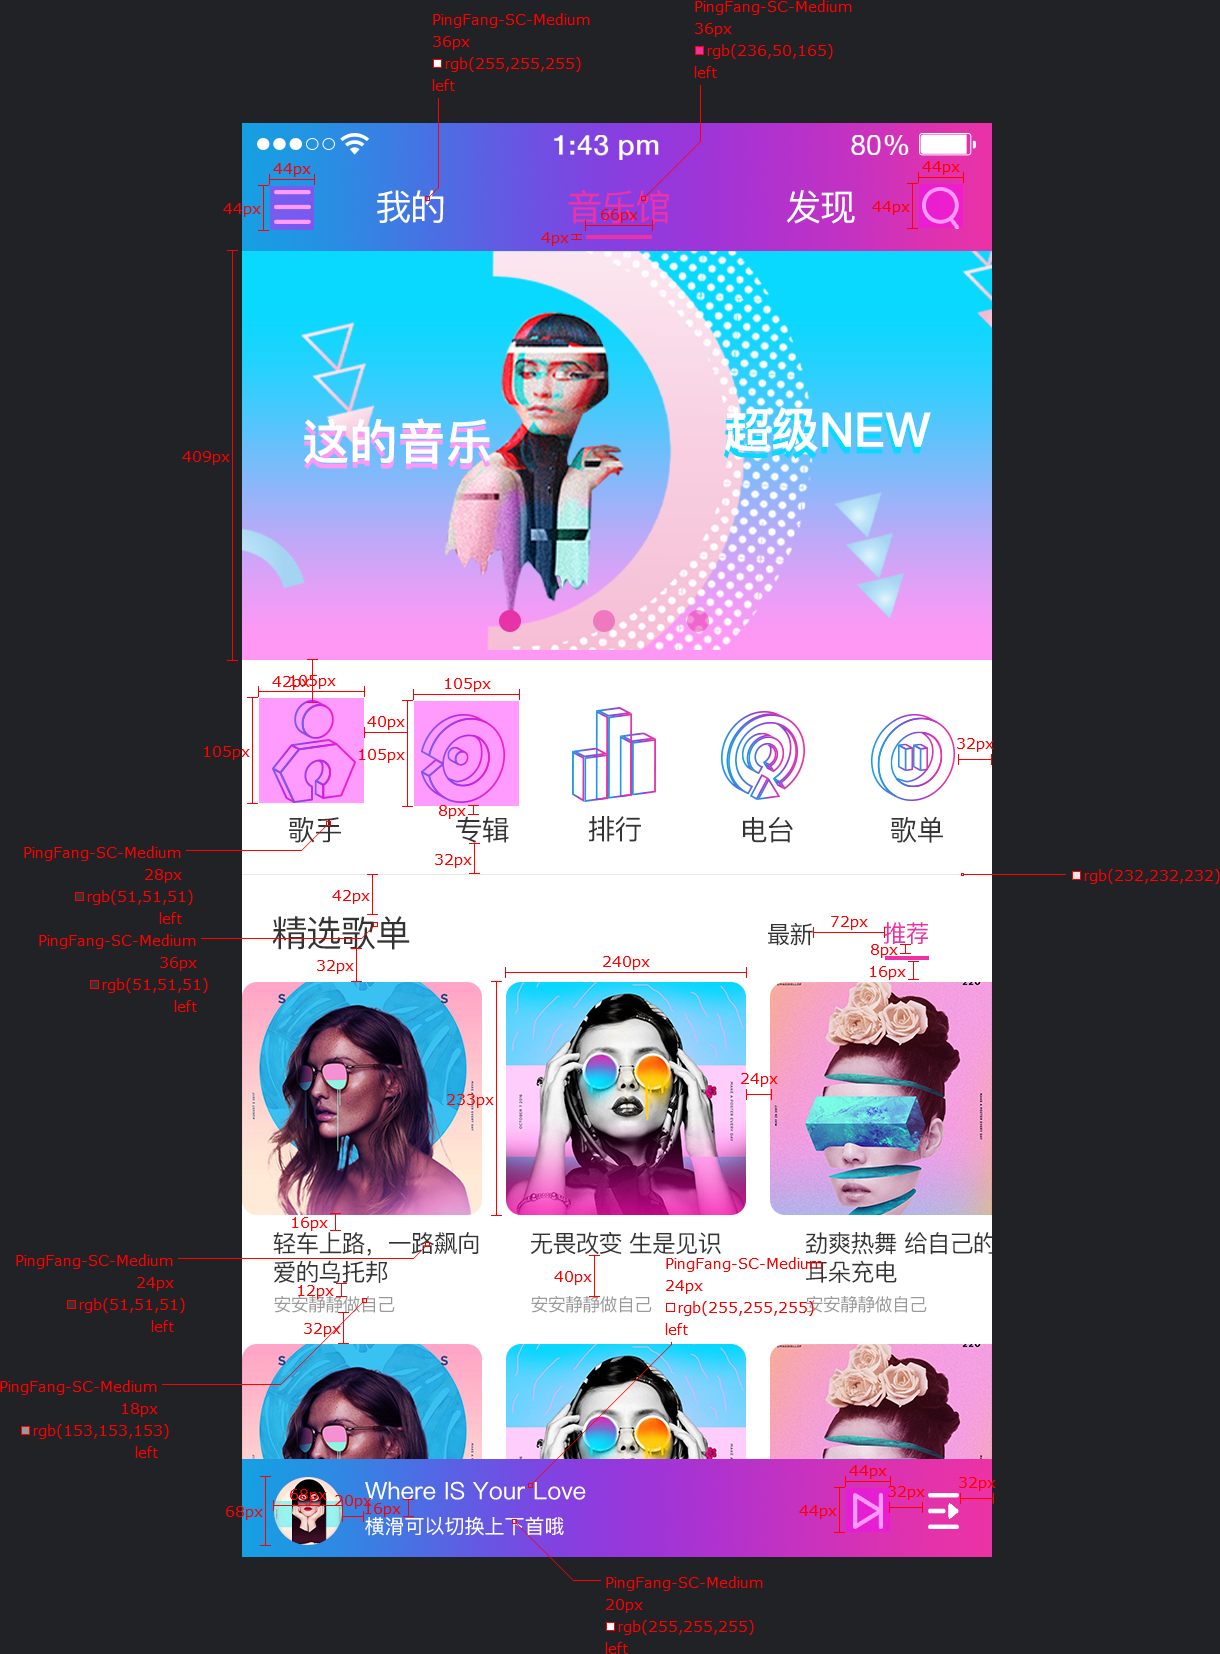 PingFang-SC-Medium
36px
rgb(236,50,165)
left
PingFang-SC-Medium
36px
rgb(255,255,255)
left
1:43 pm
80%
44px
44px
44px
44px
我的
音乐馆
发现
66px
4px
409px
这的音乐
超级NEW
42px
105px
105px
105px
40px
105px
32px
8px
歌手
专辑
排行
电台
歌单
PingFang-SC-Medium
28px
rgb(51,51,51)
left
32px
rgb(232,232,232)
42px
精选歌单
最新
72px
推荐
8px
16px
PingFang-SC-Medium
36px
rgb(51,51,51)
left
32px
240px
233px
24px
16px
轻车上路，一路飙向
爱的乌托邦
安安静静做自己
无畏改变 生是见识
安安静静做自己
劲爽热舞 给自己的
耳朵充电
安安静静做自己
PingFang-SC-Medium
24px
rgb(51,51,51)
left
40px
12px
32px
PingFang-SC-Medium
24px
rgb(255,255,255)
left
PingFang-SC-Medium
18px
rgb(153,153,153)
left
68px
68px
20px
16px
Where IS Your Love
横滑可以切换上下首哦
44px
44px
32px
32px
PingFang-SC-Medium
20px
rgb(255,255,255)
left